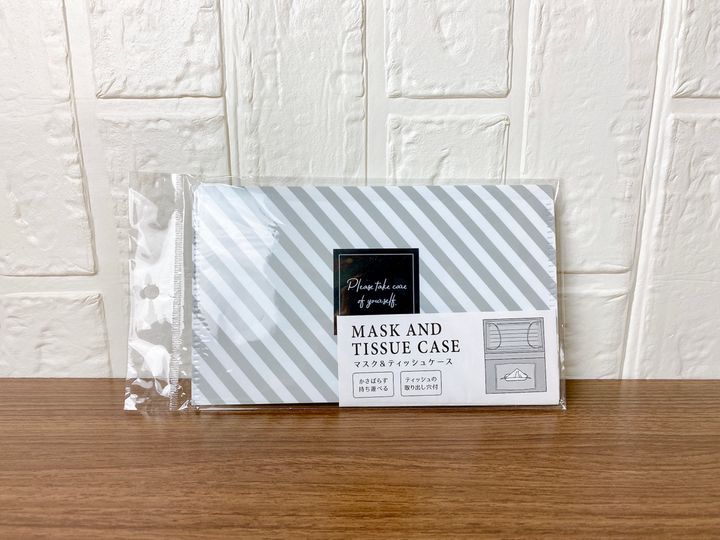 Please take care
of yourself.
MASK AND
TISSUE CASE
マスク&ティッシュケース
かさばらず
持ち運べる
ティッシュの
取り出し穴付